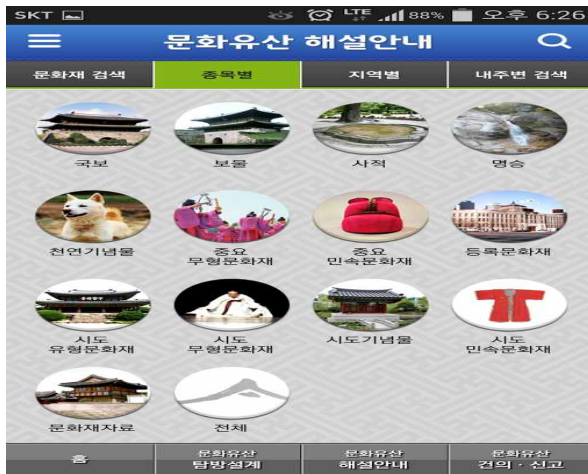 SKT LTE 88% 오후 6:26
문화유산 해설안내
문화재 검색 종목별 지역별 내주변 검색
국보 보물 사적 명승
천연기념물 중요 무형문화재 중요 민속문화재 등록문화재
시도 유형문화재 시도 무형문화재 시도기념물 시도 민속문화재
문화재자료 전체
홈 문화유산 탐방설계 문화유산 해설안내 문화유산 건의·신고